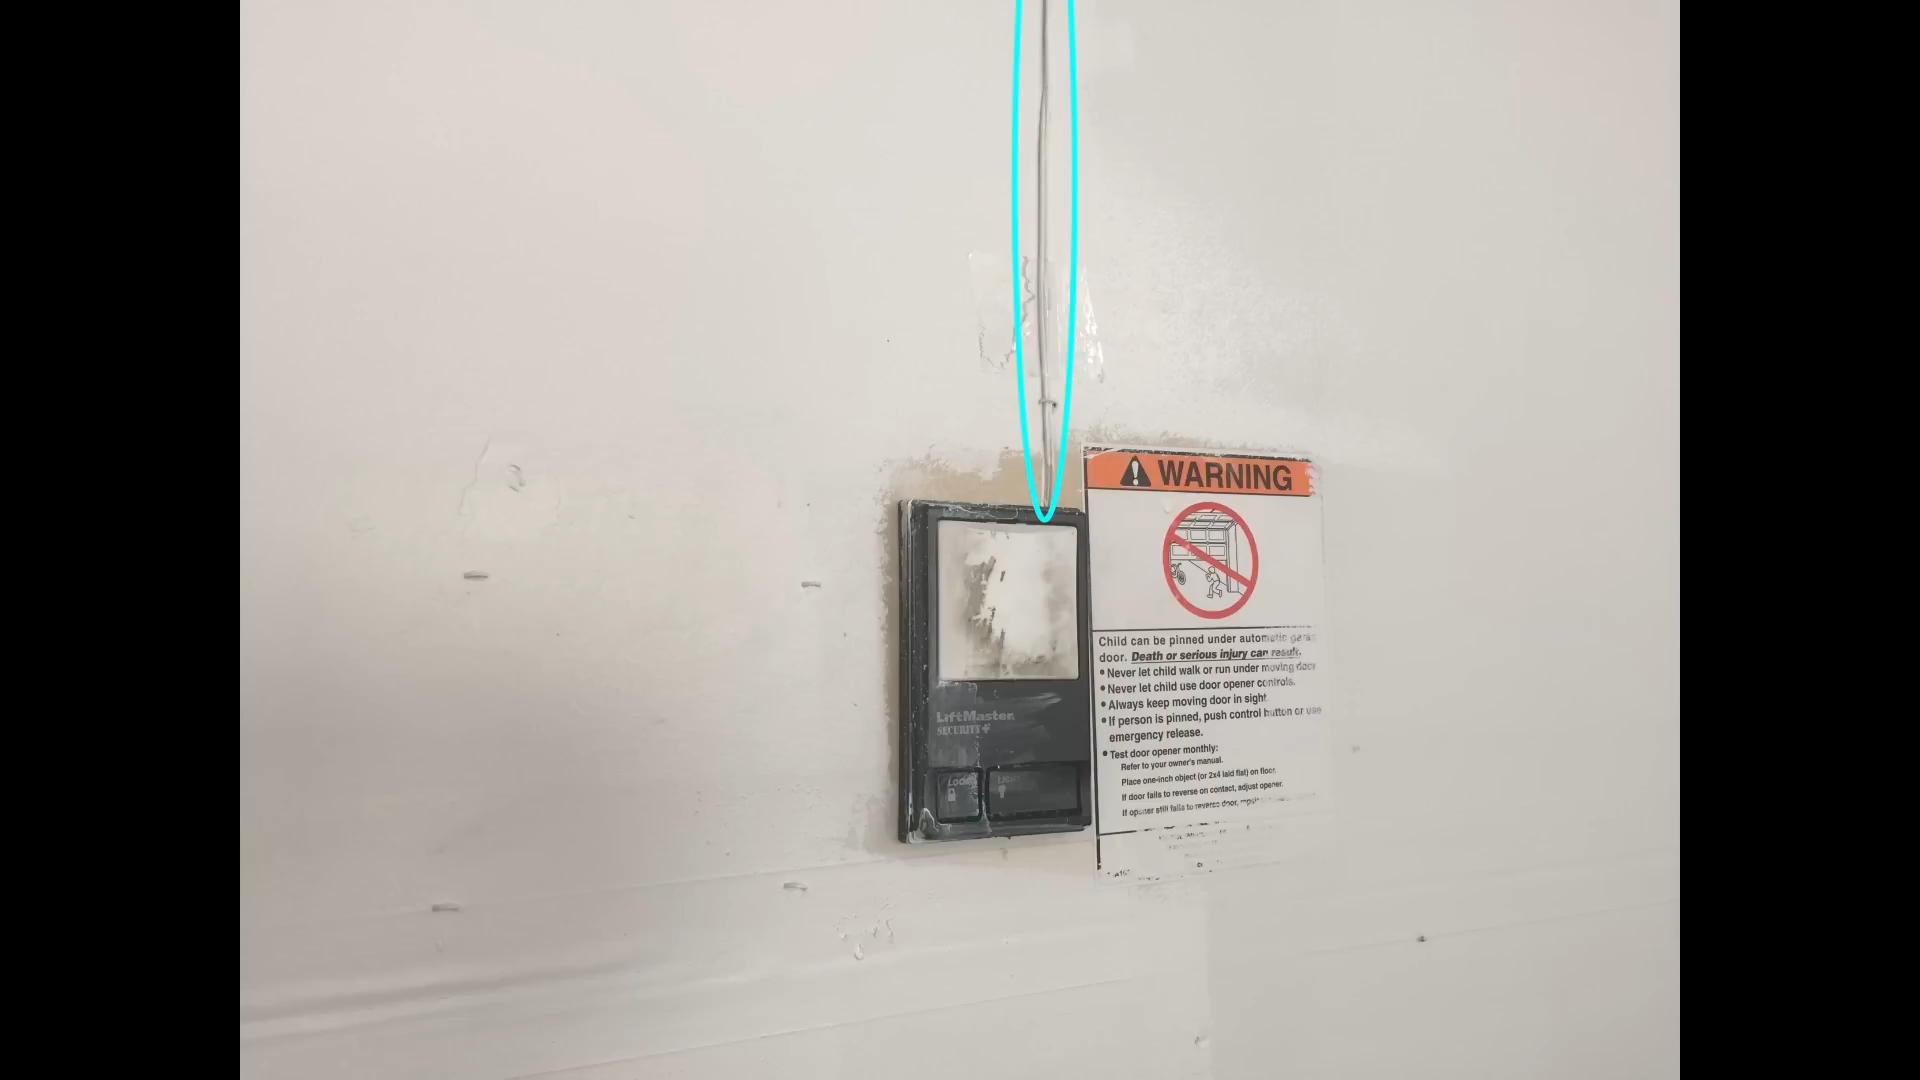 WARNING
Child can be pinned under automatic
door. Death or serious injury can result.
• Never let child walk or run under moving door
• Never let child use door opener controls.
• Always keep moving door in sight.
• If person is pinned, push control button or use
emergency release.
• Test door opener monthly:
Refer to your owner's manual.
Place one-inch object (or 2x4 laid flat) on floor.
If door fails to reverse on contact, adjust opener.
If opener still fails to reverse door,
LiftMaster
SECURITY+
LOCK
LIGHT